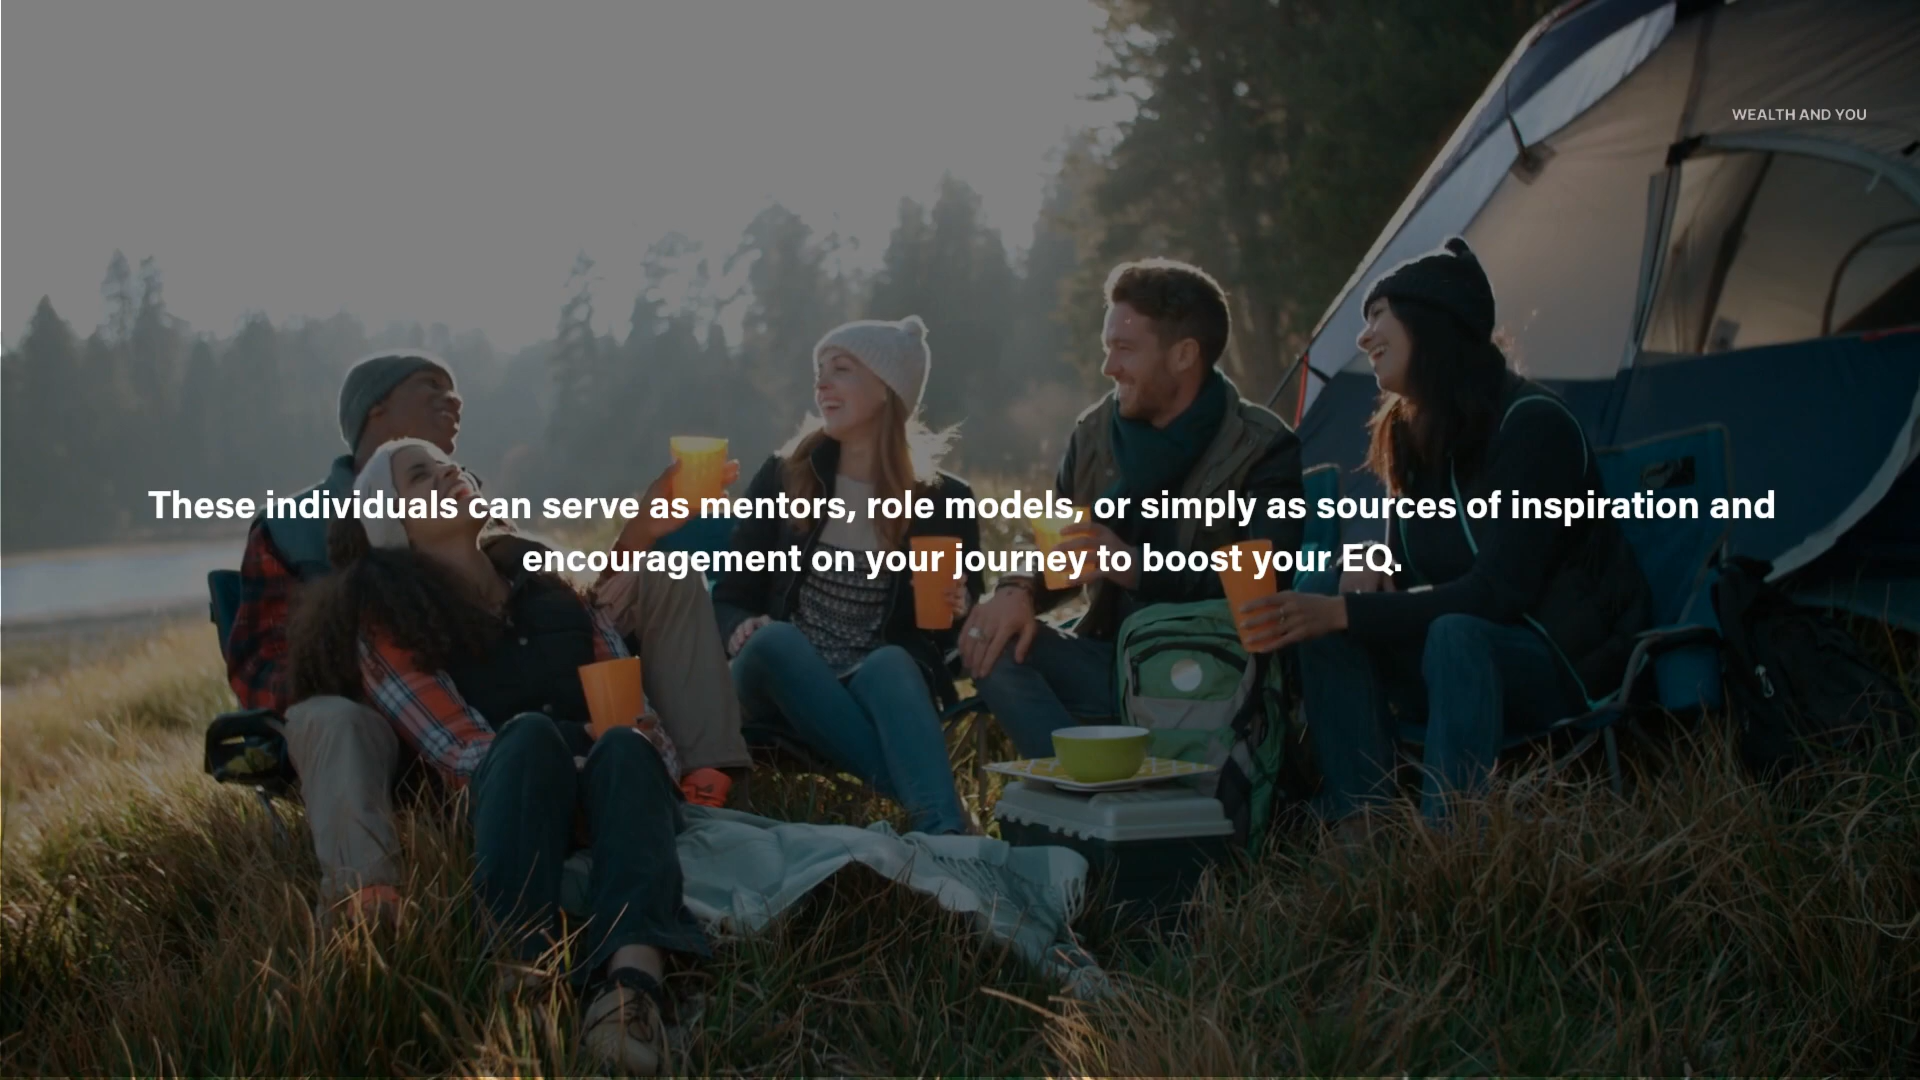 WEALTH AND YOU
These individuals can serve as mentors, role models, or simply as sources of inspiration and
encouragement on your journey to boost your EQ.